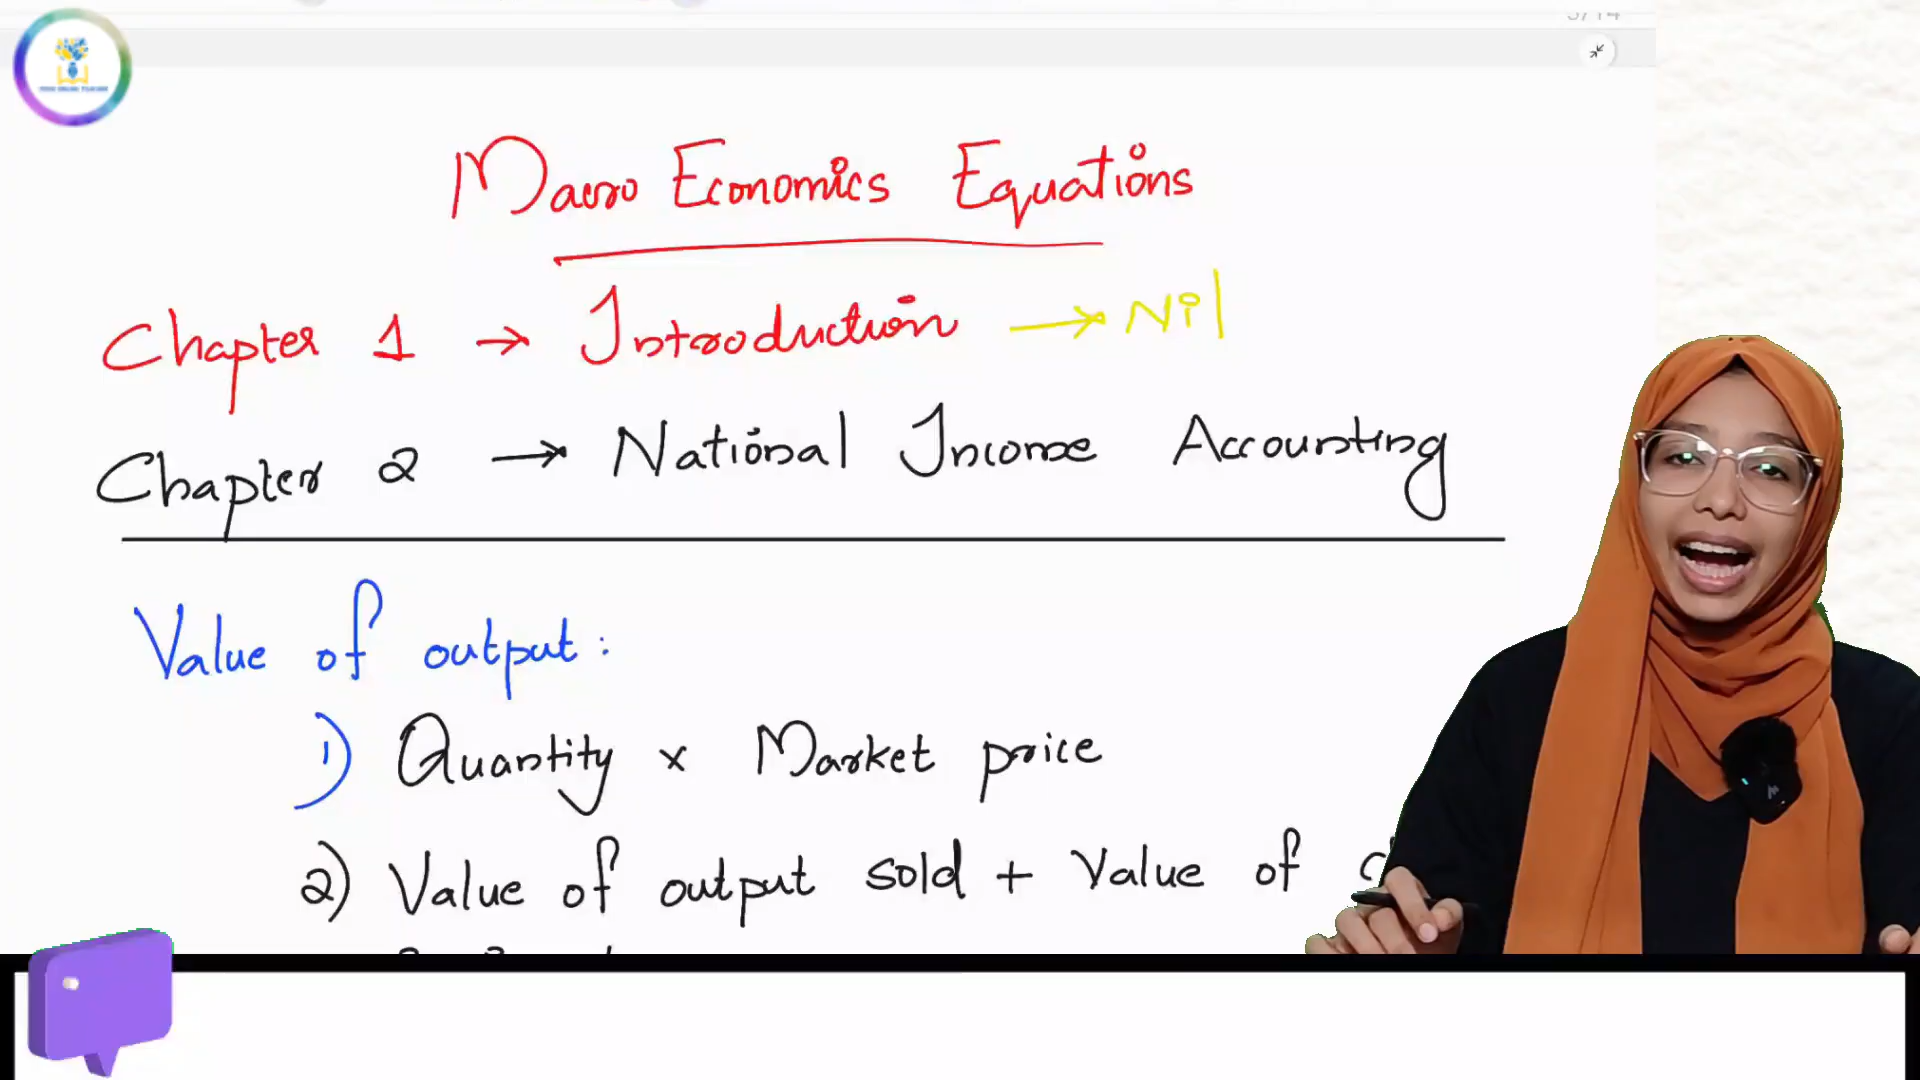 Macro Economics Equations
Chapter 1 → Introduction → Nil
Chapter 2 → National Income Accounting
Value of output:
1) Quantity x Market price
2) Value of output sold + Value of